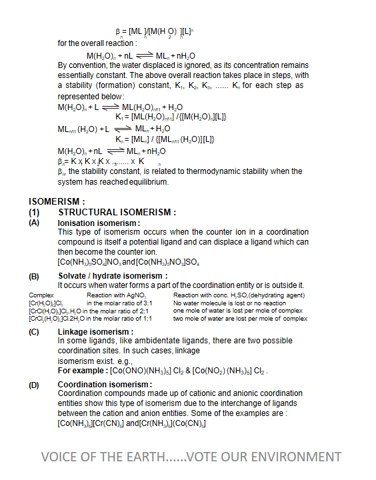 βn = [MLn]/[M(H2O)n][L]n
for the overall reaction :
M(H2O)n + nL ⇌ MLn + nH2O
By convention, the water displaced is ignored, as its concentration remains
essentially constant. The above overall reaction takes place in steps, with
a stability (formation) constant, K1, K2, K3, ...... Kn for each step as
represented below:
M(H2O)n + L ⇌ ML(H2O)n-1 + H2O
K1 = [ML(H2O)n-1] / {[M(H2O)n][L]}
MLn-1 (H2O) + L ⇌ MLn + H2O
Kn = [MLn] / {[MLn-1 (H2O)][L]}
M(H2O)n + nL ⇌ MLn + nH2O
βn = K1 x K2 x K3 x ...... x Kn
βn, the stability constant, is related to thermodynamic stability when the
system has reached equilibrium.
ISOMERISM :
(1) STRUCTURAL ISOMERISM :
(A) Ionisation isomerism :
This type of isomerism occurs when the counter ion in a coordination
compound is itself a potential ligand and can displace a ligand which can
then become the counter ion.
[Co(NH3)5SO4]NO3 and [Co(NH3)5NO3]SO4
(B) Solvate / hydrate isomerism :
It occurs when water forms a part of the coordination entity or is outside it.
Complex Reaction with AgNO3 Reaction with conc. H2SO4(dehydrating agent)
[Cr(H2O)6]Cl3 in the molar ratio of 3:1 No water molecule is lost or no reaction
[CrCl(H2O)5]Cl2.H2O in the molar ratio of 2:1 one mole of water is lost per mole of complex
[CrCl2(H2O)4]Cl.2H2O in the molar ratio of 1:1 two mole of water are lost per mole of complex
(C) Linkage isomerism :
In some ligands, like ambidentate ligands, there are two possible
coordination sites. In such cases, linkage
isomerism exist. e.g.,
For example : [Co(ONO)(NH3)5] Cl2 & [Co(NO2) (NH3)5] Cl2 .
(D) Coordination isomerism :
Coordination compounds made up of cationic and anionic coordination
entities show this type of isomerism due to the interchange of ligands
between the cation and anion entities. Some of the examples are :
[Co(NH3)6][Cr(CN)6] and [Cr(NH3)6](Co(CN)6]
VOICE OF THE EARTH......VOTE OUR ENVIRONMENT